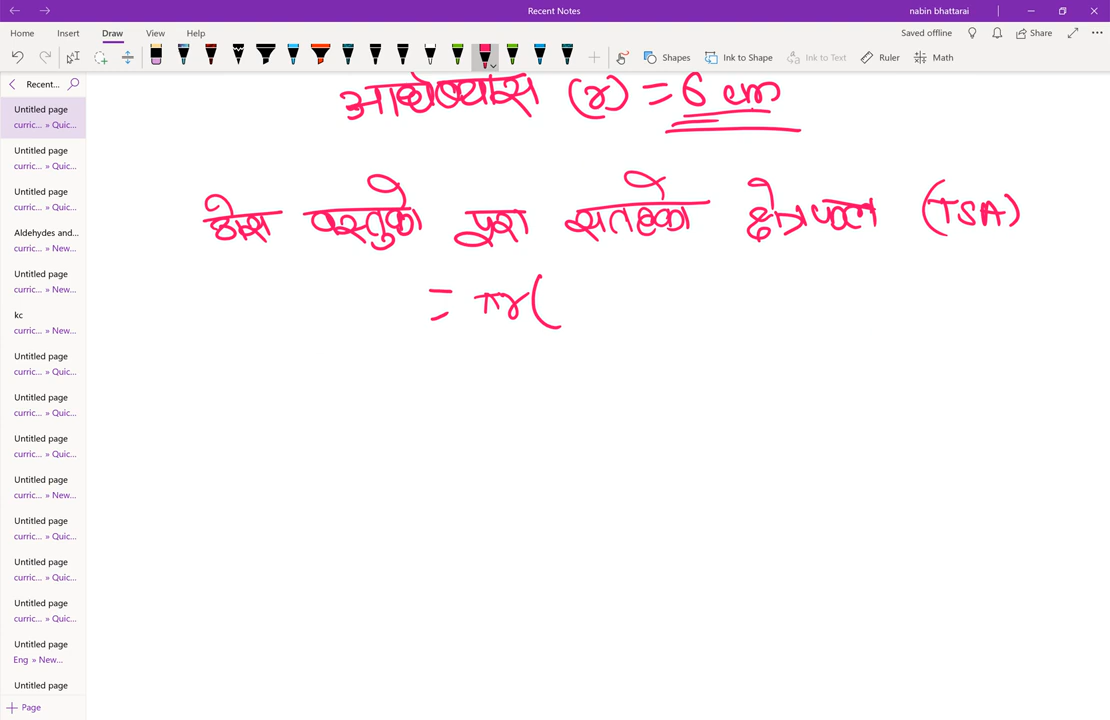 Recent Notes
nabin bhattarai
Home Insert Draw View Help
Saved offline
Share
Shapes
Ink to Shape
Ink to Text
Ruler
Math
Recent...
Untitled page
curric... » Quic...
Untitled page
curric... » Quic...
Untitled page
curric... » Quic...
Aldehydes and...
curric... » New...
Untitled page
curric... » New...
kc
curric... » New...
Untitled page
curric... » Quic...
Untitled page
curric... » Quic...
Untitled page
curric... » Quic...
Untitled page
curric... » New...
Untitled page
curric... » Quic...
Untitled page
curric... » Quic...
Untitled page
curric... » Quic...
Untitled page
Eng » New...
Untitled page
Page
(r) = 6 cm
ठोस वस्तुको पुरा सतहको क्षेत्रफल (TSA)
= πr(